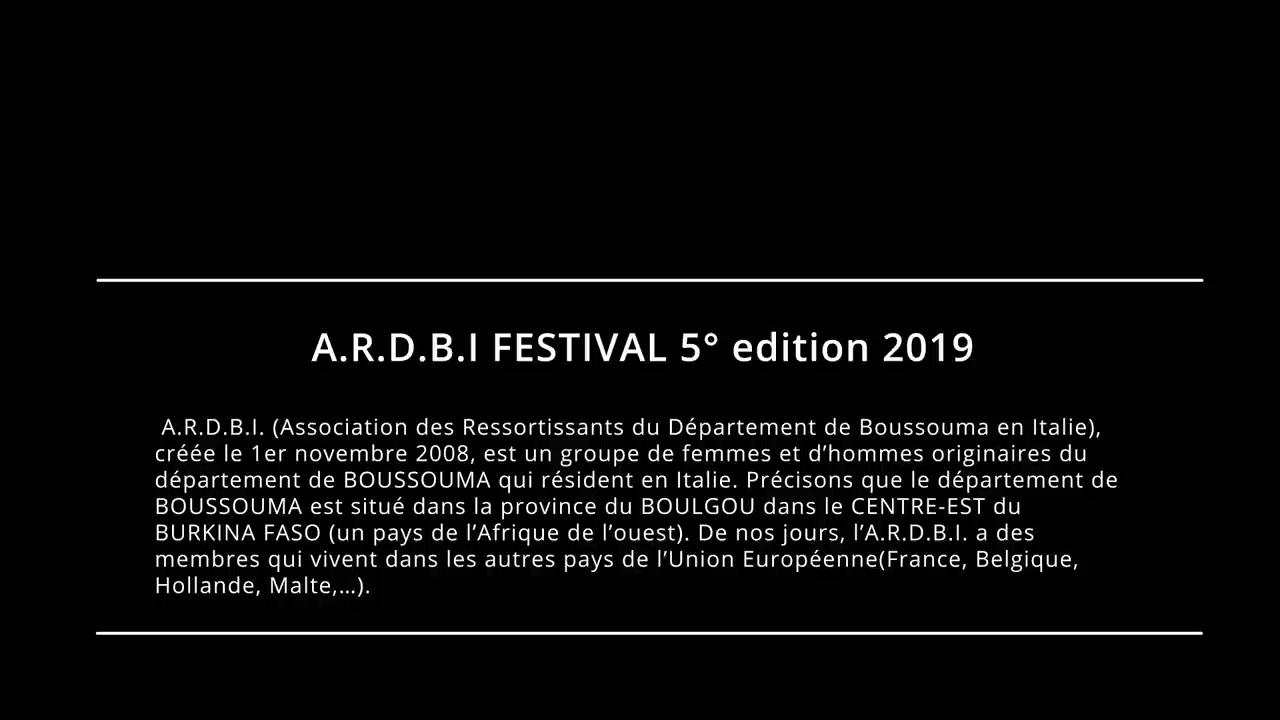 A.R.D.B.I FESTIVAL 5° edition 2019
A.R.D.B.I. (Association des Ressortissants du Département de Boussouma en Italie),
créée le 1er novembre 2008, est un groupe de femmes et d’hommes originaires du
département de BOUSSOUMA qui résident en Italie. Précisons que le département de
BOUSSOUMA est situé dans la province du BOULGOU dans le CENTRE-EST du
BURKINA FASO (un pays de l’Afrique de l’ouest). De nos jours, l’A.R.D.B.I. a des
membres qui vivent dans les autres pays de l’Union Européenne(France, Belgique,
Hollande, Malte,...).